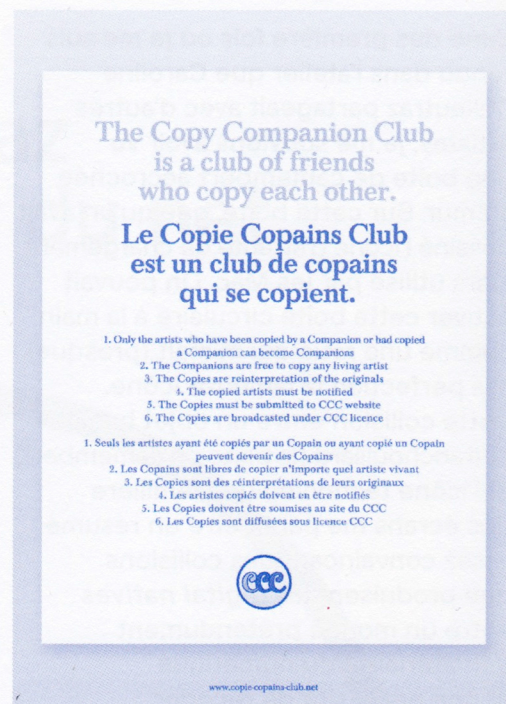 The Copy Companion Club
is a club of friends
who copy each other.
Le Copie Copains Club
est un club de copains
qui se copient.
1. Only the artists who have been copied by a Companion or had copied
a Companion can become Companions
2. The Companions are free to copy any living artist
3. The Copies are reinterpretation of the originals
4. The copied artists must be notified
5. The Copies must be submitted to CCC website
6. The Copies are broadcasted under CCC licence
1. Seuls les artistes ayant été copiés par un Copain ou ayant copié un Copain
peuvent devenir des Copains
2. Les Copains sont libres de copier n'importe quel artiste vivant
3. Les Copies sont des réinterprétations de leurs originaux
4. Les artistes copiés doivent en être notifiés
5. Les Copies doivent être soumises au site du CCC
6. Les Copies sont diffusées sous licence CCC
CCC
www.copie-copains-club.net